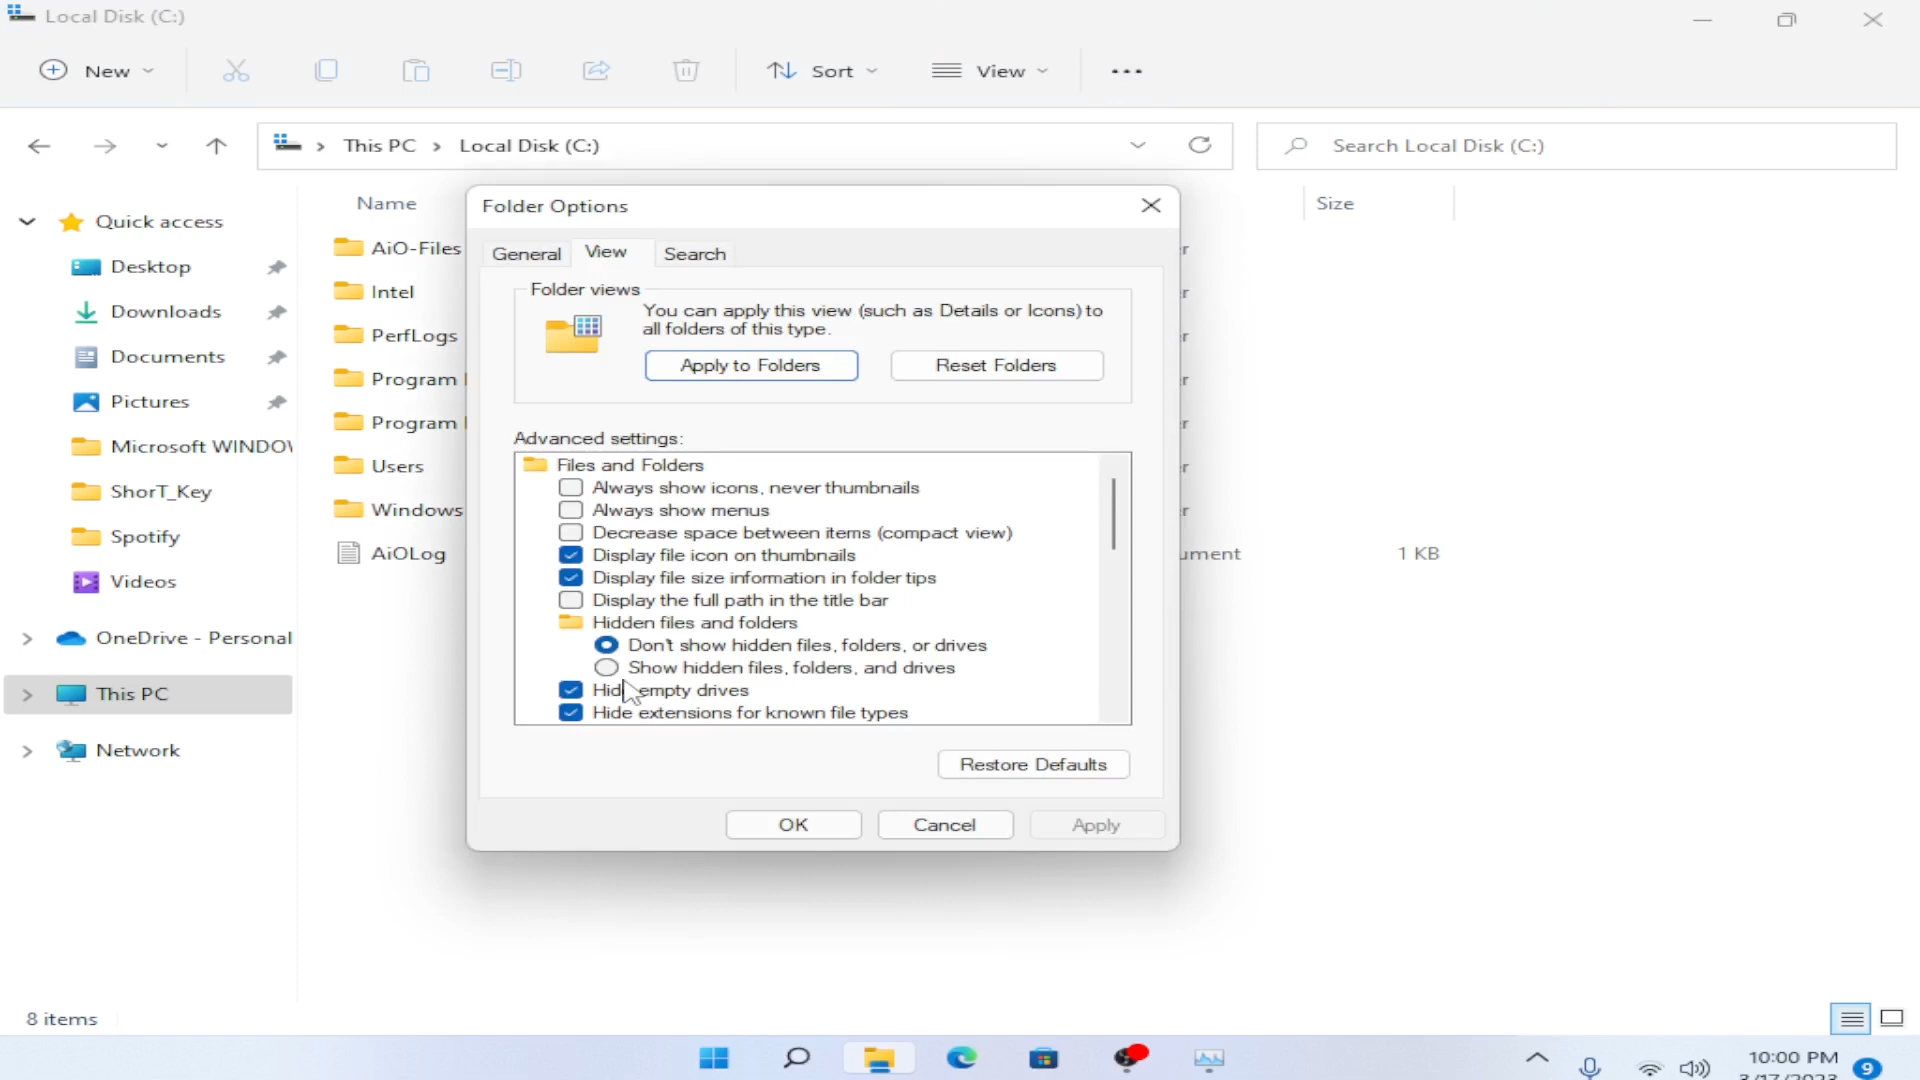 Local Disk (C:)
New
Sort
View
This PC
Local Disk (C:)
Search Local Disk (C:)
Quick access
Desktop
Downloads
Documents
Pictures
Microsoft WINDOW
ShorT_Key
Spotify
Videos
OneDrive - Personal
This PC
Network
Name
Size
AiO-Files
Intel
PerfLogs
Program
Program
Users
Windows
AiOLog
ument
1 KB
Folder Options
General
View
Search
Folder views
You can apply this view (such as Details or Icons) to
all folders of this type.
Apply to Folders
Reset Folders
Advanced settings:
Files and Folders
Always show icons, never thumbnails
Always show menus
Decrease space between items (compact view)
Display file icon on thumbnails
Display file size information in folder tips
Display the full path in the title bar
Hidden files and folders
Don't show hidden files, folders, or drives
Show hidden files, folders, and drives
Hide empty drives
Hide extensions for known file types
Restore Defaults
OK
Cancel
Apply
8 items
10:00 PM
3/17/2023
9